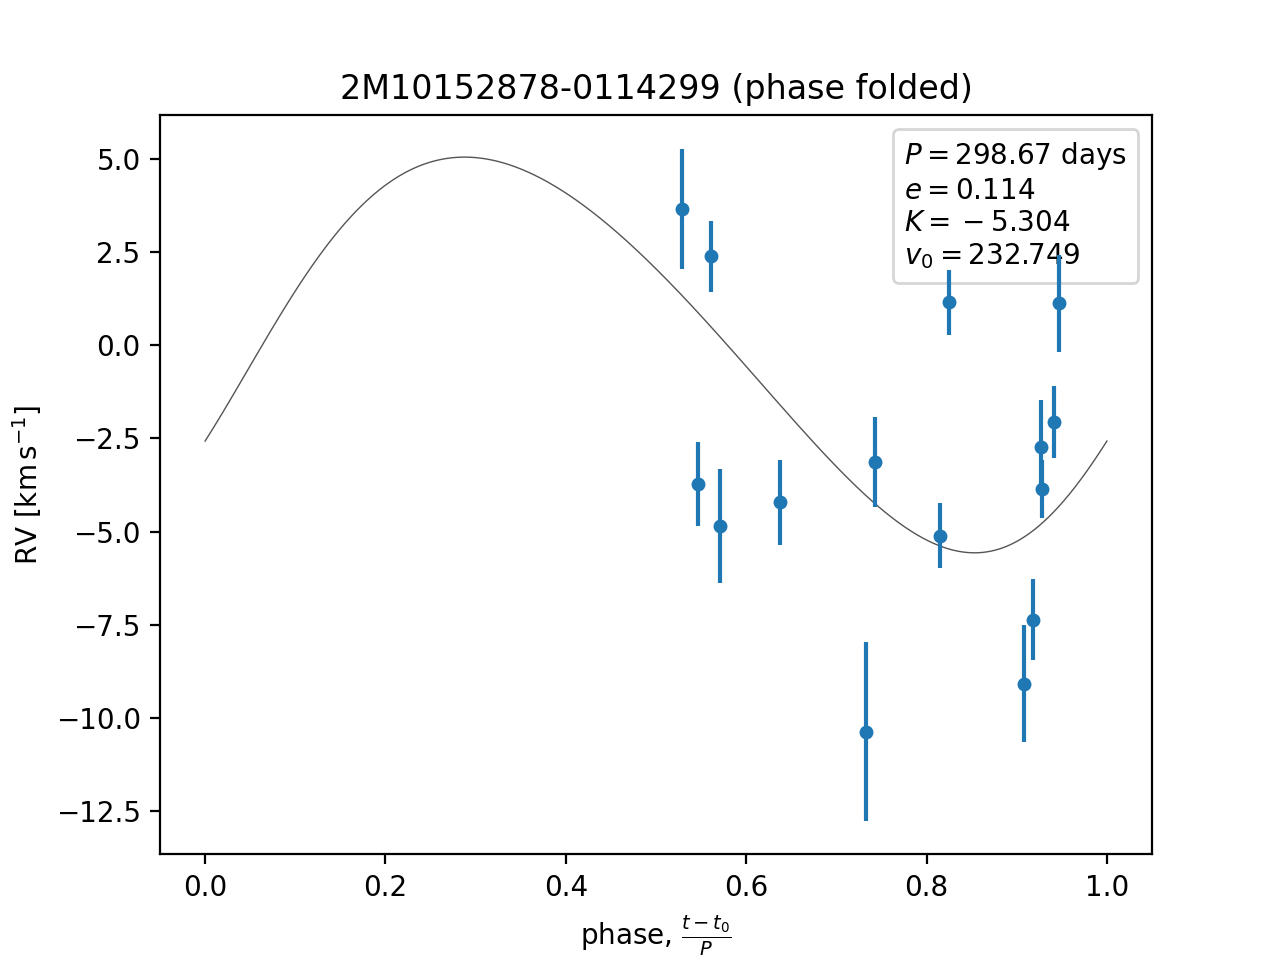 2M10152878-0114299 (phase folded)
P = 298.67 days
e = 0.114
K = −5.304
v₀ = 232.749
5.0
2.5
0.0
−2.5
−5.0
−7.5
−10.0
−12.5
RV [km s⁻¹]
0.0 0.2 0.4 0.6 0.8 1.0
phase, (t − t₀)/P